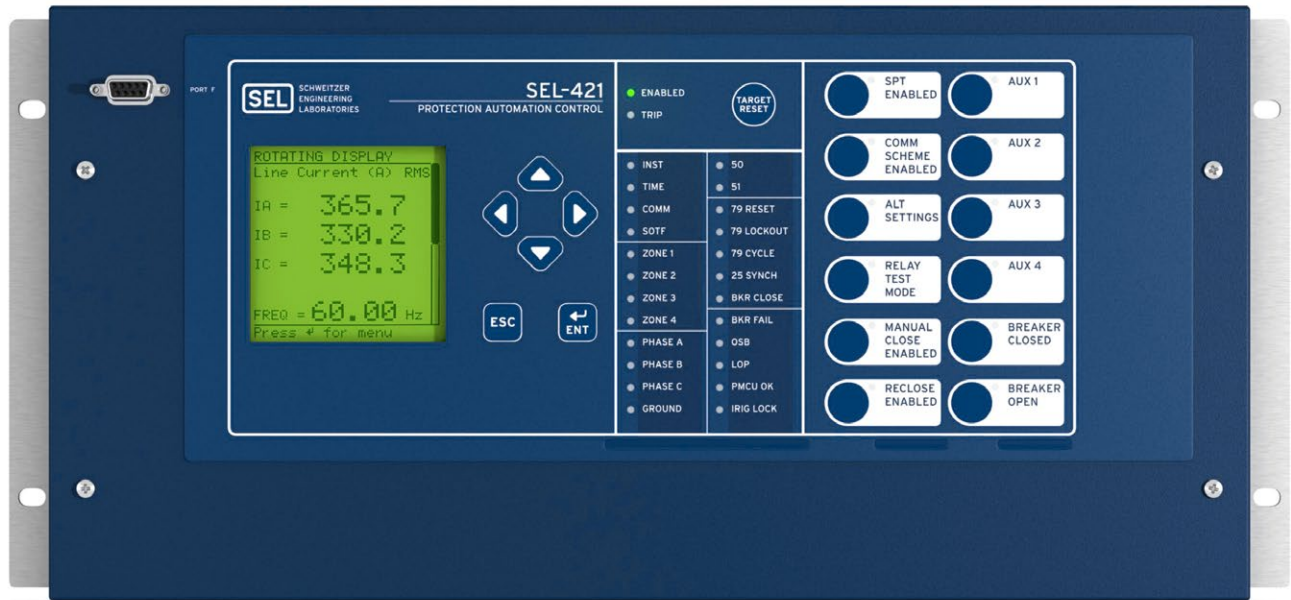 PORT F
SEL
SCHWEITZER
ENGINEERING
LABORATORIES
SEL-421
PROTECTION AUTOMATION CONTROL
ROTATING DISPLAY
Line Current (A) RMS
IA = 365.7
IB = 330.2
IC = 348.3
FREQ = 60.00 Hz
Press ↵ for menu
ESC
↵
ENT
ENABLED
TRIP
TARGET
RESET
INST
TIME
COMM
SOTF
ZONE 1
ZONE 2
ZONE 3
ZONE 4
PHASE A
PHASE B
PHASE C
GROUND
50
51
79 RESET
79 LOCKOUT
79 CYCLE
25 SYNCH
BKR CLOSE
BKR FAIL
OSB
LOP
PMCU OK
IRIG LOCK
SPT
ENABLED
COMM
SCHEME
ENABLED
ALT
SETTINGS
RELAY
TEST
MODE
MANUAL
CLOSE
ENABLED
RECLOSE
ENABLED
AUX 1
AUX 2
AUX 3
AUX 4
BREAKER
CLOSED
BREAKER
OPEN